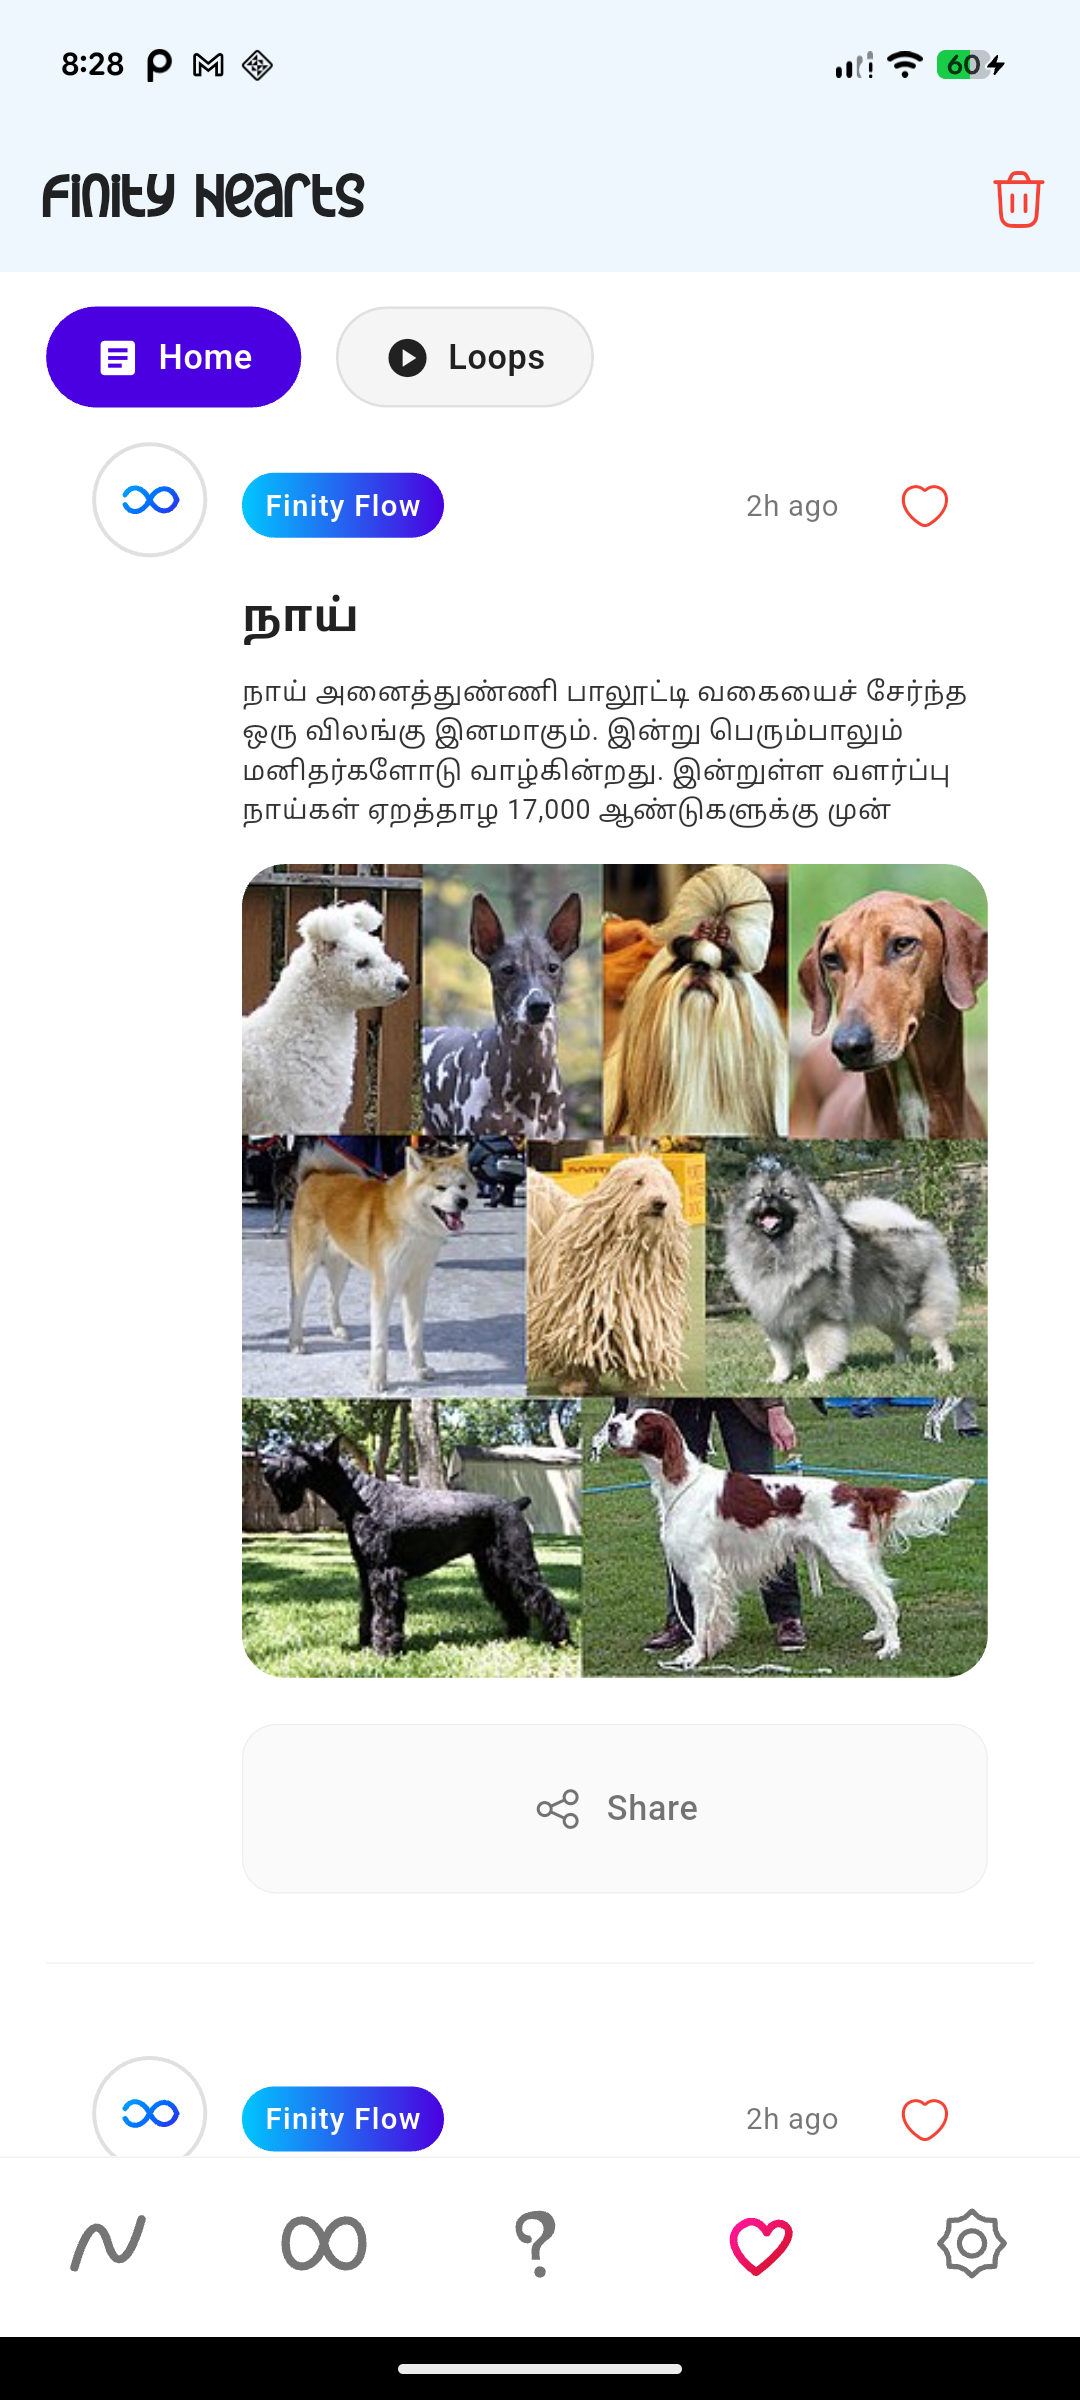 8:28
60
Finity Hearts
Home
Loops
Finity Flow
2h ago
நாய்
நாய் அனைத்துண்ணி பாலூட்டி வகையைச் சேர்ந்த
ஒரு விலங்கு இனமாகும். இன்று பெரும்பாலும்
மனிதர்களோடு வாழ்கின்றது. இன்றுள்ள வளர்ப்பு
நாய்கள் ஏறத்தாழ 17,000 ஆண்டுகளுக்கு முன்
Share
Finity Flow
2h ago